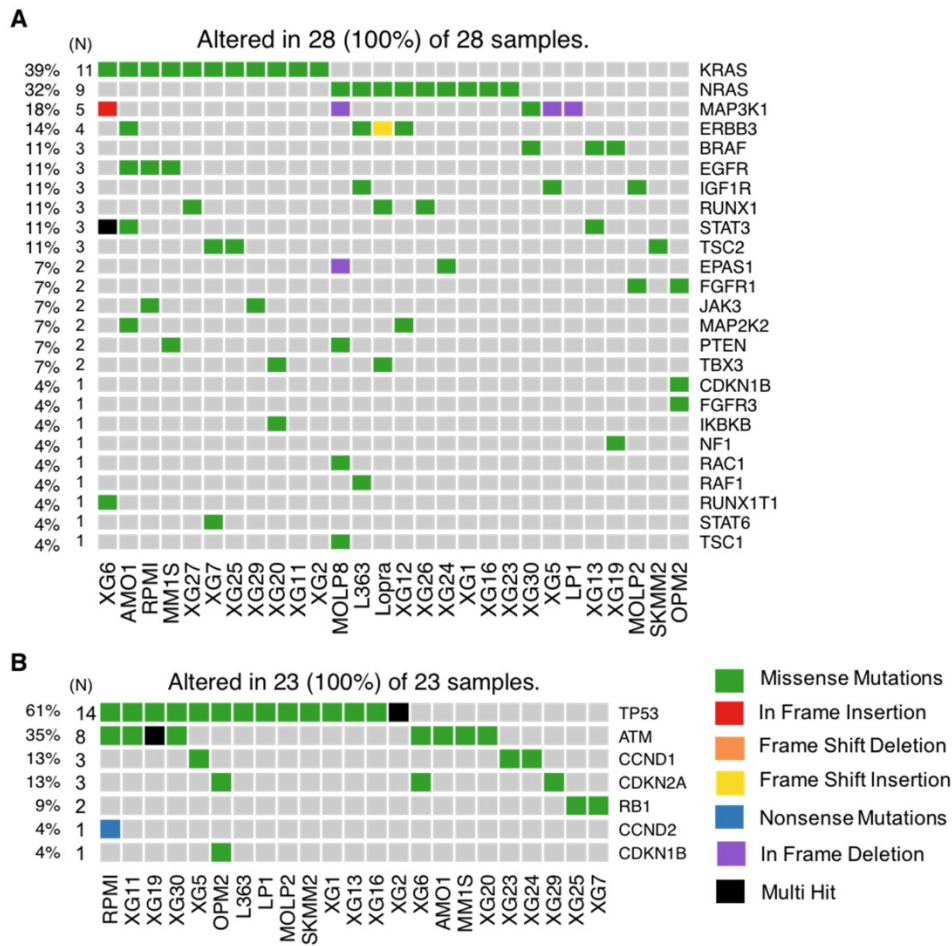 A
(N)
Altered in 28 (100%) of 28 samples.
39% 11 KRAS
32% 9 NRAS
18% 5 MAP3K1
14% 4 ERBB3
11% 3 BRAF
11% 3 EGFR
11% 3 IGF1R
11% 3 RUNX1
11% 3 STAT3
11% 3 TSC2
7% 2 EPAS1
7% 2 FGFR1
7% 2 JAK3
7% 2 MAP2K2
7% 2 PTEN
7% 2 TBX3
4% 1 CDKN1B
4% 1 FGFR3
4% 1 IKBKB
4% 1 NF1
4% 1 RAC1
4% 1 RAF1
4% 1 RUNX1T1
4% 1 STAT6
4% 1 TSC1
XG6 AMO1 RPMI MM1S XG27 XG7 XG25 XG29 XG20 XG11 XG2 MOLP8 L363 Lopra XG12 XG26 XG24 XG1 XG16 XG23 XG30 XG5 LP1 XG13 XG19 MOLP2 SKMM2 OPM2
B
(N)
Altered in 23 (100%) of 23 samples.
61% 14 TP53
35% 8 ATM
13% 3 CCND1
13% 3 CDKN2A
9% 2 RB1
4% 1 CCND2
4% 1 CDKN1B
RPMI XG11 XG19 XG30 XG5 OPM2 L363 LP1 MOLP2 SKMM2 XG1 XG13 XG16 XG2 XG6 AMO1 MM1S XG20 XG23 XG24 XG29 XG25 XG7
Missense Mutations
In Frame Insertion
Frame Shift Deletion
Frame Shift Insertion
Nonsense Mutations
In Frame Deletion
Multi Hit